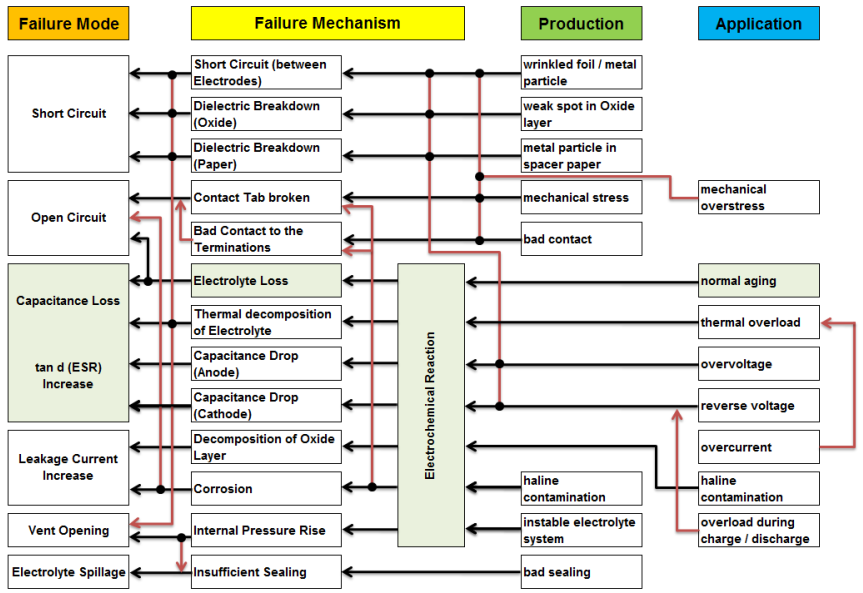 Failure Mode
Failure Mechanism
Production
Application
Short Circuit
Short Circuit (between
Electrodes)
wrinkled foil / metal
particle
Dielectric Breakdown
(Oxide)
weak spot in Oxide
layer
Dielectric Breakdown
(Paper)
metal particle in
spacer paper
Open Circuit
Contact Tab broken
mechanical stress
mechanical
overstress
Bad Contact to the
Terminations
bad contact
Capacitance Loss
tan d (ESR)
Increase
Electrolyte Loss
Electrochemical Reaction
normal aging
Thermal decomposition
of Electrolyte
thermal overload
Capacitance Drop
(Anode)
overvoltage
Capacitance Drop
(Cathode)
reverse voltage
Leakage Current
Increase
Decomposition of Oxide
Layer
overcurrent
Corrosion
haline
contamination
haline
contamination
Vent Opening
Internal Pressure Rise
instable electrolyte
system
overload during
charge / discharge
Electrolyte Spillage
Insufficient Sealing
bad sealing